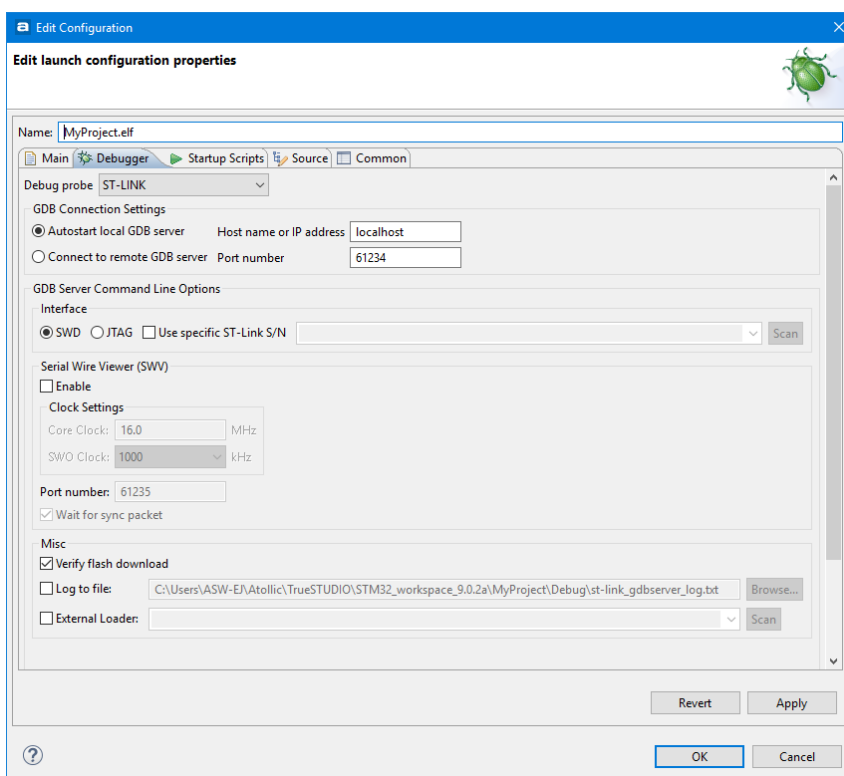 a Edit Configuration
Edit launch configuration properties
Name: MyProject.elf
Main Debugger Startup Scripts Source Common
Debug probe ST-LINK
GDB Connection Settings
Autostart local GDB server Host name or IP address localhost
Connect to remote GDB server Port number 61234
GDB Server Command Line Options
Interface
SWD JTAG Use specific ST-Link S/N Scan
Serial Wire Viewer (SWV)
Enable
Clock Settings
Core Clock: 16.0 MHz
SWO Clock: 1000 kHz
Port number: 61235
Wait for sync packet
Misc
Verify flash download
Log to file: C:\Users\ASW-EJ\Atollic\TrueSTUDIO\STM32_workspace_9.0.2a\MyProject\Debug\st-link_gdbserver_log.txt Browse...
External Loader: Scan
Revert Apply
? OK Cancel